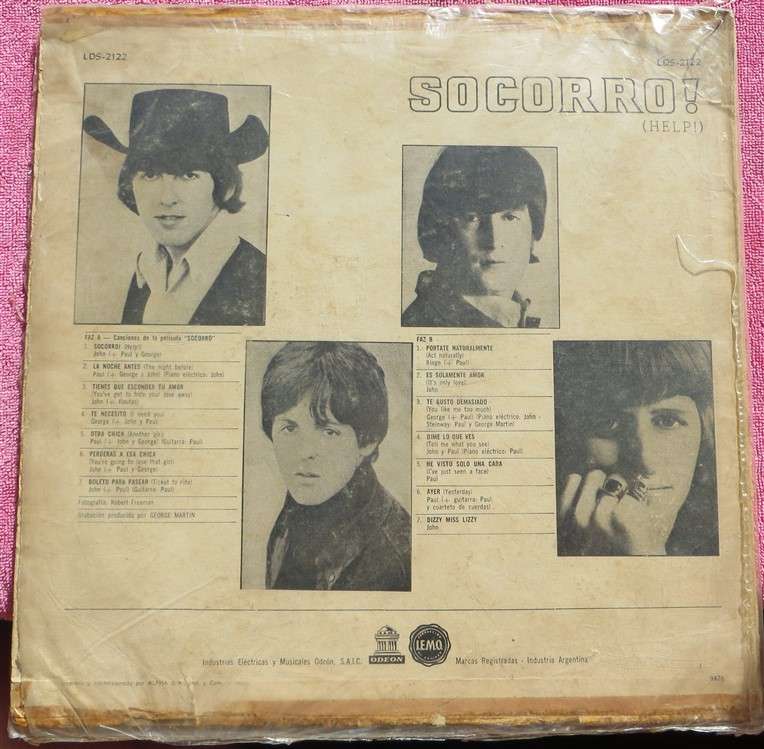 LDS-2122
LDS-2122
SOCORRO!
(HELP!)
FAZ A — Canciones de la película "SOCORRO"
1. SOCORRO! (Help!)
John (+ Paul y George)
2. LA NOCHE ANTES (The night before)
Paul (+ George y John) (Piano eléctrico: John)
3. TIENES QUE ESCONDER TU AMOR
(You've got to hide your love away)
John (+ flautas)
4. TE NECESITO (I need you)
George (+ John y Paul)
5. OTRA CHICA (Another girl)
Paul (+ John y George) (Guitarra: Paul)
6. PERDERAS A ESA CHICA
(You're going to lose that girl)
John (+ Paul y George)
7. BOLETO PARA PASEAR (Ticket to ride)
John (+ Paul) (Guitarra: Paul)
Fotografía: Robert Freeman
Grabación producida por GEORGE MARTIN
FAZ B
1. PORTATE NATURALMENTE
(Act naturally)
Ringo (+ Paul)
2. ES SOLAMENTE AMOR
(It's only love)
John
3. TE GUSTO DEMASIADO
(You like me too much)
George (+ Paul) (Piano eléctrico: John -
Steinway: Paul y George Martin)
4. DIME LO QUE VES
(Tell me what you see)
John y Paul (Piano eléctrico: Paul)
5. HE VISTO SOLO UNA CARA
(I've just seen a face)
Paul
6. AYER (Yesterday)
Paul (+ guitarra: Paul
y cuarteto de cuerdas)
7. DIZZY MISS LIZZY
John
Industrias Eléctricas y Musicales Odeón, S.A.I.C.
ODEON
LEMO
Marcas Registradas - Industria Argentina
por ALPHA